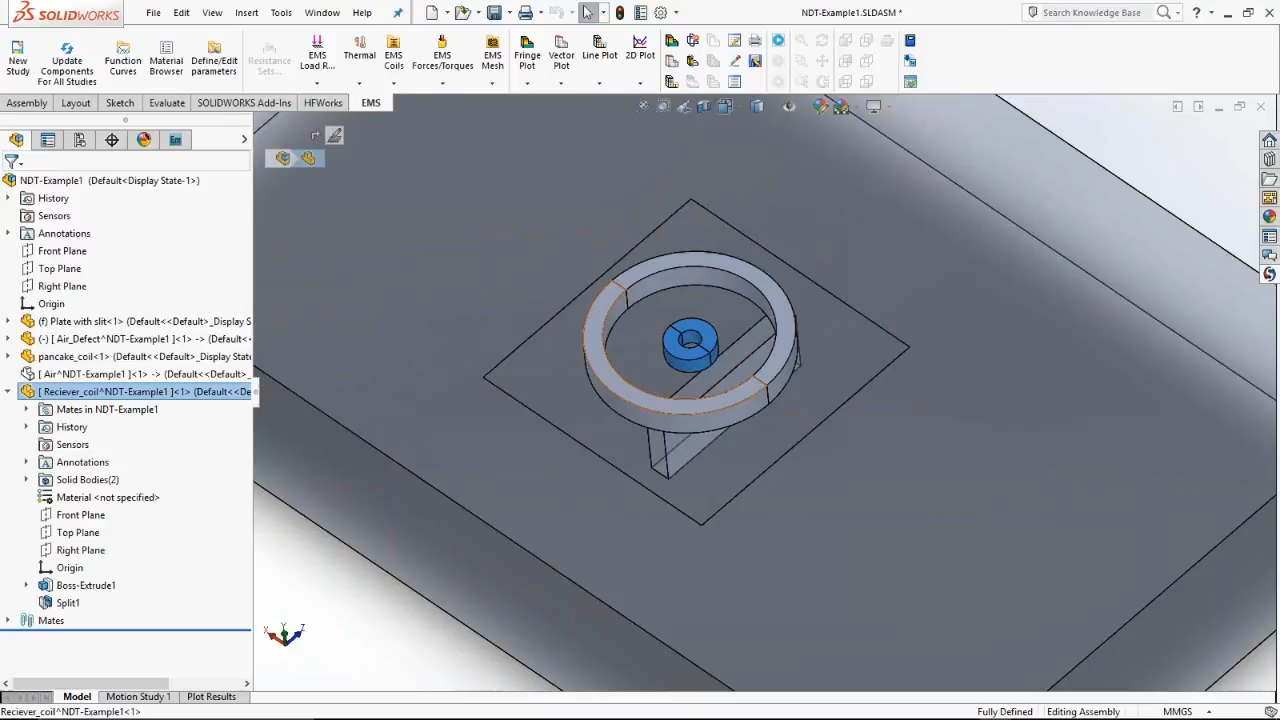 SOLIDWORKS
File Edit View Insert Tools Window Help
NDT-Example1.SLDASM *
Search Knowledge Base
New Study
Update Components For All Studies
Function Curves
Material Browser
Define/Edit parameters
Resistance Sets...
EMS Load R...
Thermal
EMS Coils
EMS Forces/Torques
EMS Mesh
Fringe Plot
Vector Plot
Line Plot
2D Plot
Assembly Layout Sketch Evaluate SOLIDWORKS Add-Ins HFWorks EMS
NDT-Example1 (Default<Display State-1>)
History
Sensors
Annotations
Front Plane
Top Plane
Right Plane
Origin
(f) Plate with slit<1> (Default<<Default>_Display S
(-) [ Air_Defect^NDT-Example1 ]<1> -> (Default<<
pancake_coil<1> (Default<<Default>_Display State
[ Air^NDT-Example1 ]<1> -> (Default<<Default>_D
[ Reciever_coil^NDT-Example1 ]<1> (Default<<De
Mates in NDT-Example1
History
Sensors
Annotations
Solid Bodies(2)
Material <not specified>
Front Plane
Top Plane
Right Plane
Origin
Boss-Extrude1
Split1
Mates
X Y Z
Model Motion Study 1 Plot Results
Reciever_coil^NDT-Example1<1>
Fully Defined Editing Assembly MMGS